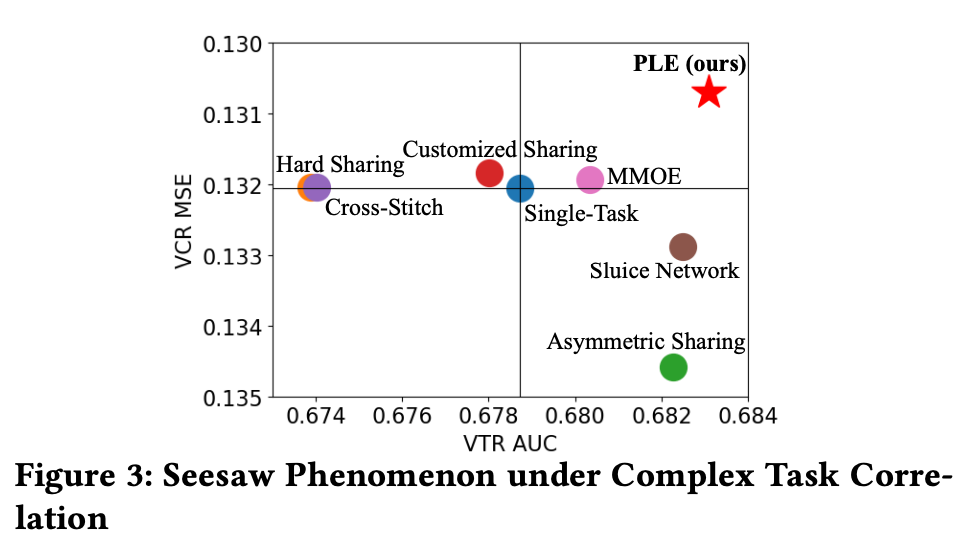 0.130
PLE (ours)
0.131
Customized Sharing
Hard Sharing
0.132
MMOE
Cross-Stitch
Single-Task
VCR MSE
0.133
Sluice Network
0.134
Asymmetric Sharing
0.135
0.674 0.676 0.678 0.680 0.682 0.684
VTR AUC
Figure 3: Seesaw Phenomenon under Complex Task Corre-
lation